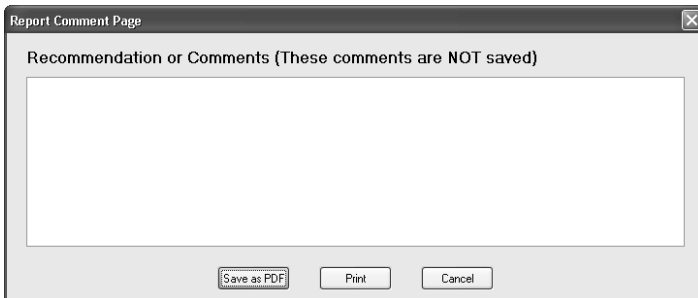 Report Comment Page
Recommendation or Comments (These comments are NOT saved)
Save as PDF Print Cancel